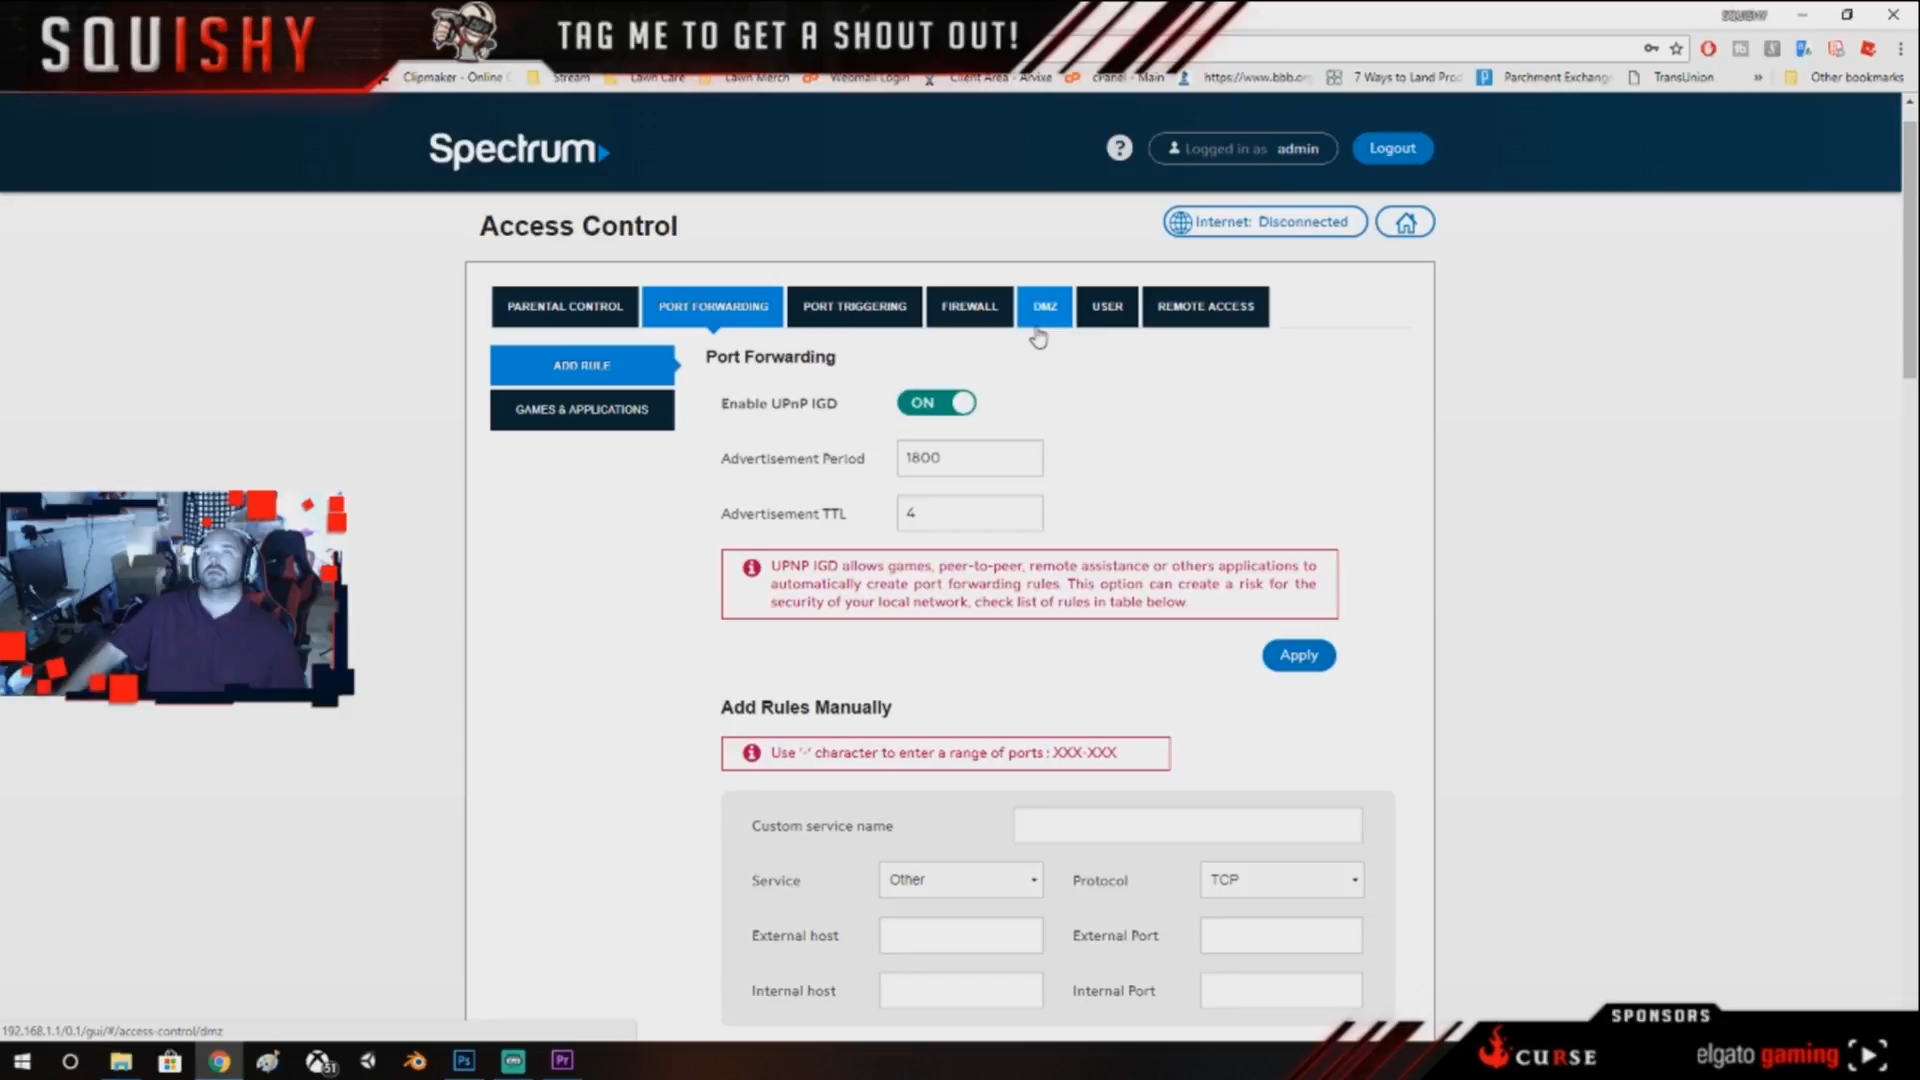 SQUISHY
TAG ME TO GET A SHOUT OUT!
SQUISHY
Clipmaker - Online
Stream
Lawn Care
Lawn Merch
Webmail Login
Client Area - Arvixe
cPanel - Main
https://www.bbb.or
7 Ways to Land Prod
Parchment Exchang
TransUnion
»
Other bookmarks
Spectrum
?
Logged in as admin
Logout
Access Control
Internet: Disconnected
PARENTAL CONTROL
PORT FORWARDING
PORT TRIGGERING
FIREWALL
DMZ
USER
REMOTE ACCESS
ADD RULE
GAMES & APPLICATIONS
Port Forwarding
Enable UPnP IGD
ON
Advertisement Period
1800
Advertisement TTL
4
UPNP IGD allows games, peer-to-peer, remote assistance or others applications to
automatically create port forwarding rules. This option can create a risk for the
security of your local network, check list of rules in table below.
Apply
Add Rules Manually
Use '-' character to enter a range of ports : XXX-XXX
Custom service name
Service
Other
Protocol
TCP
External host
External Port
Internal host
Internal Port
192.168.1.1/0.1/gui/#/access-control/dmz
51
Ps
Pr
SPONSORS
CURSE
elgato gaming